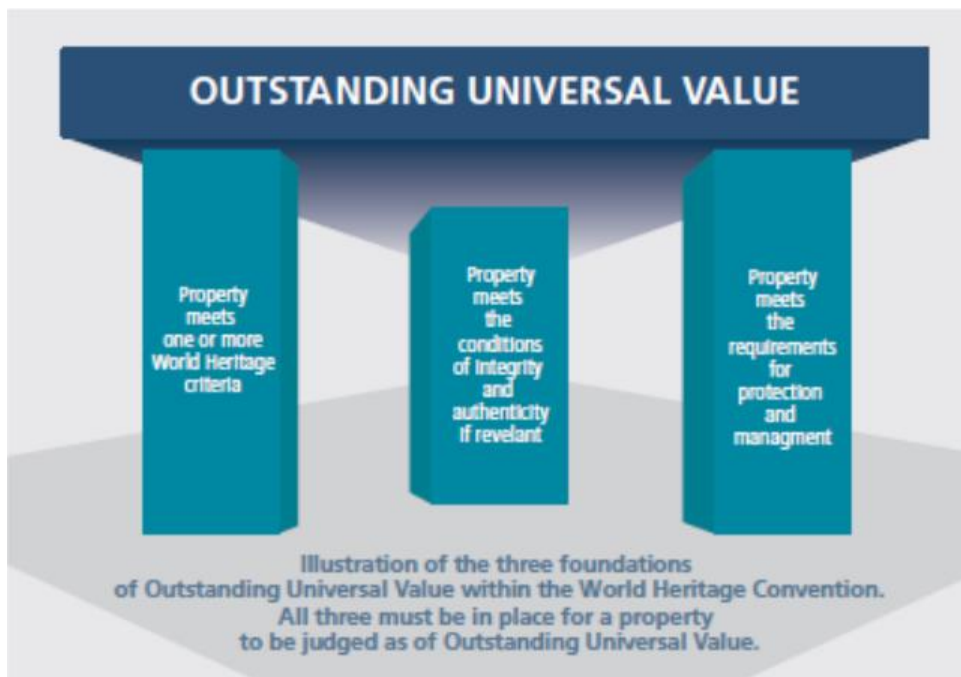 OUTSTANDING UNIVERSAL VALUE
Property
meets
one or more
World Heritage
criteria
Property
meets
the
conditions
of integrity
and
authenticity
if revelant
Property
meets
the
requirements
for
protection
and
managment
Illustration of the three foundations
of Outstanding Universal Value within the World Heritage Convention.
All three must be in place for a property
to be judged as of Outstanding Universal Value.